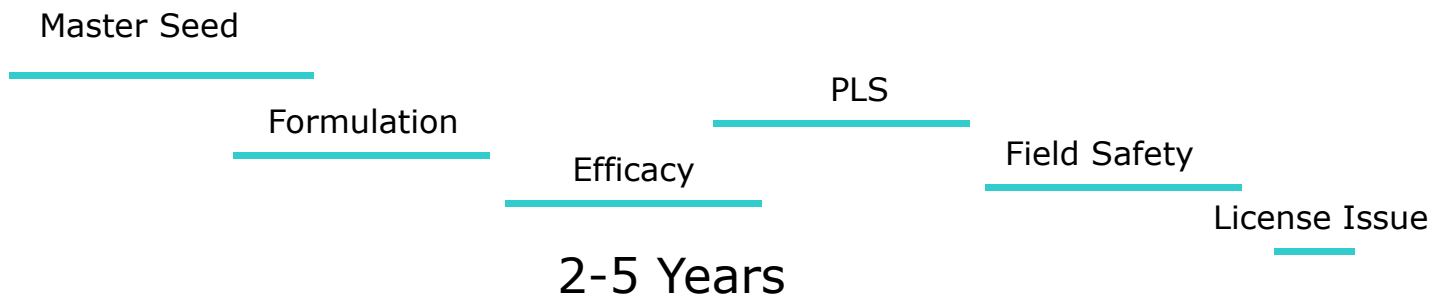 Master Seed
PLS
Formulation
Field Safety
Efficacy
License Issue
2-5 Years